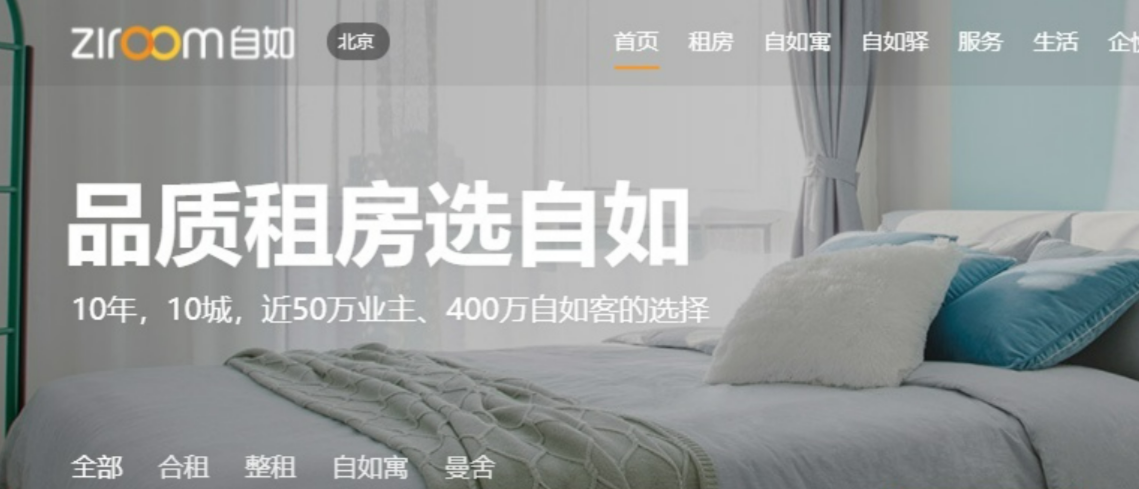 ziroom自如 北京 首页 租房 自如寓 自如驿 服务 生活
品质租房选自如
10年，10城，近50万业主、400万自如客的选择
全部 合租 整租 自如寓 曼舍